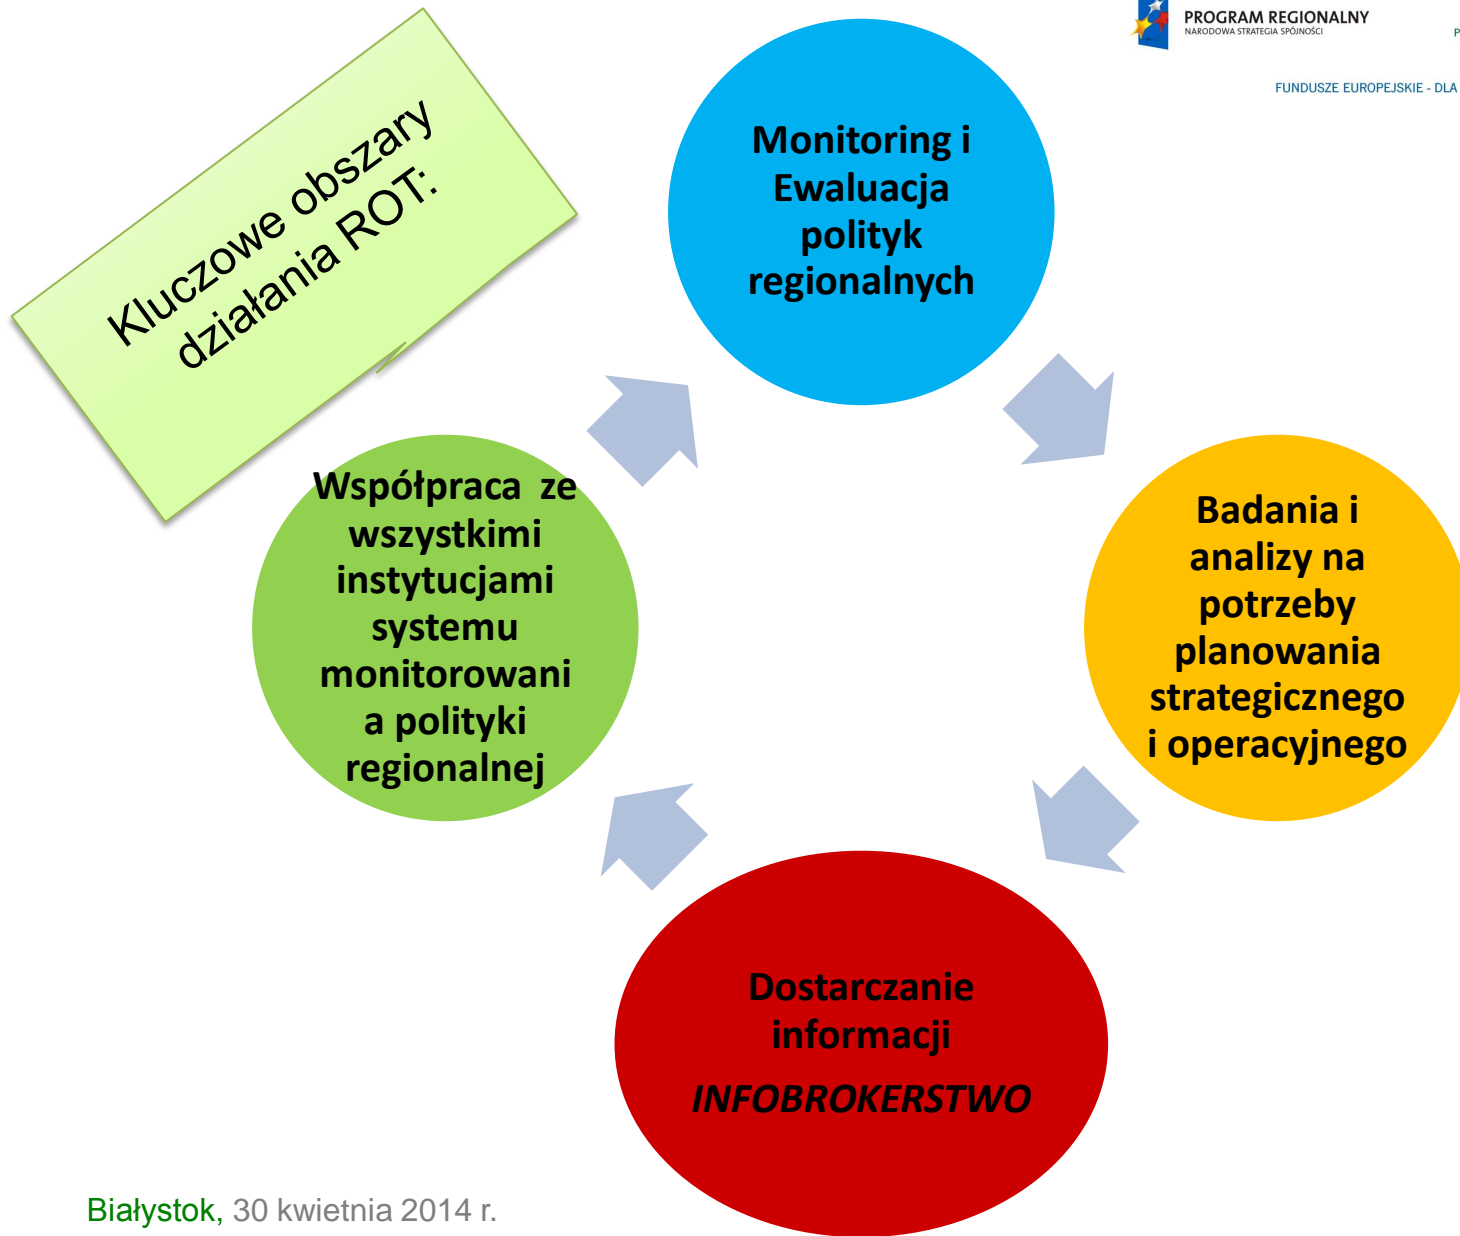 PROGRAM REGIONALNY
NARODOWA STRATEGIA SPÓJNOŚCI
P
FUNDUSZE EUROPEJSKIE - DLA
Kluczowe obszary
działania ROT:
Monitoring i
Ewaluacja
polityk
regionalnych
Badania i
analizy na
potrzeby
planowania
strategicznego
i operacyjnego
Dostarczanie
informacji
INFOBROKERSTWO
Współpraca ze
wszystkimi
instytucjami
systemu
monitorowani
a polityki
regionalnej
Białystok, 30 kwietnia 2014 r.